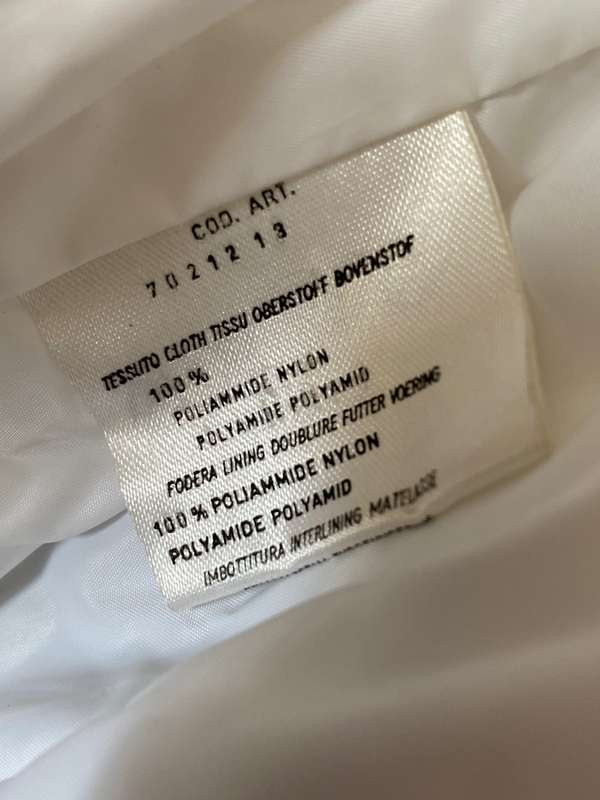 COD. ART.
7021213
TESSUTO CLOTH TISSU OBERSTOFF BOVENSTOF
100%
POLIAMMIDE NYLON
POLYAMIDE POLYAMID
FODERA LINING DOUBLURE FUTTER VOERING
100% POLIAMMIDE NYLON
POLYAMIDE POLYAMID
IMBOTTITURA INTERLINING MATELASSE